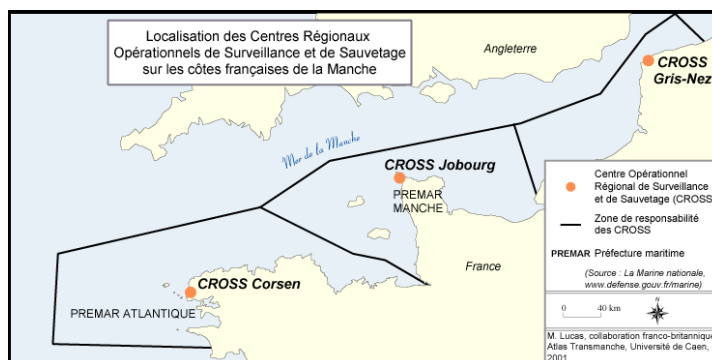 Localisation des Centres Régionaux
Opérationnels de Surveillance et de Sauvetage
sur les côtes françaises de la Manche
Angleterre
CROSS
Gris-Nez
Mer de la Manche
CROSS Jobourg
PREMAR
MANCHE
France
CROSS Corsen
PREMAR ATLANTIQUE
Centre Opérationnel
Régional de Surveillance
et de Sauvetage (CROSS)
Zone de responsabilité
des CROSS
PREMAR Préfecture maritime
(Source : La Marine nationale,
www.defense.gouv.fr/marine)
0 40 km
N
M. Lucas, collaboration franco-britannique
Atlas Transmanche, Université de Caen,
2001